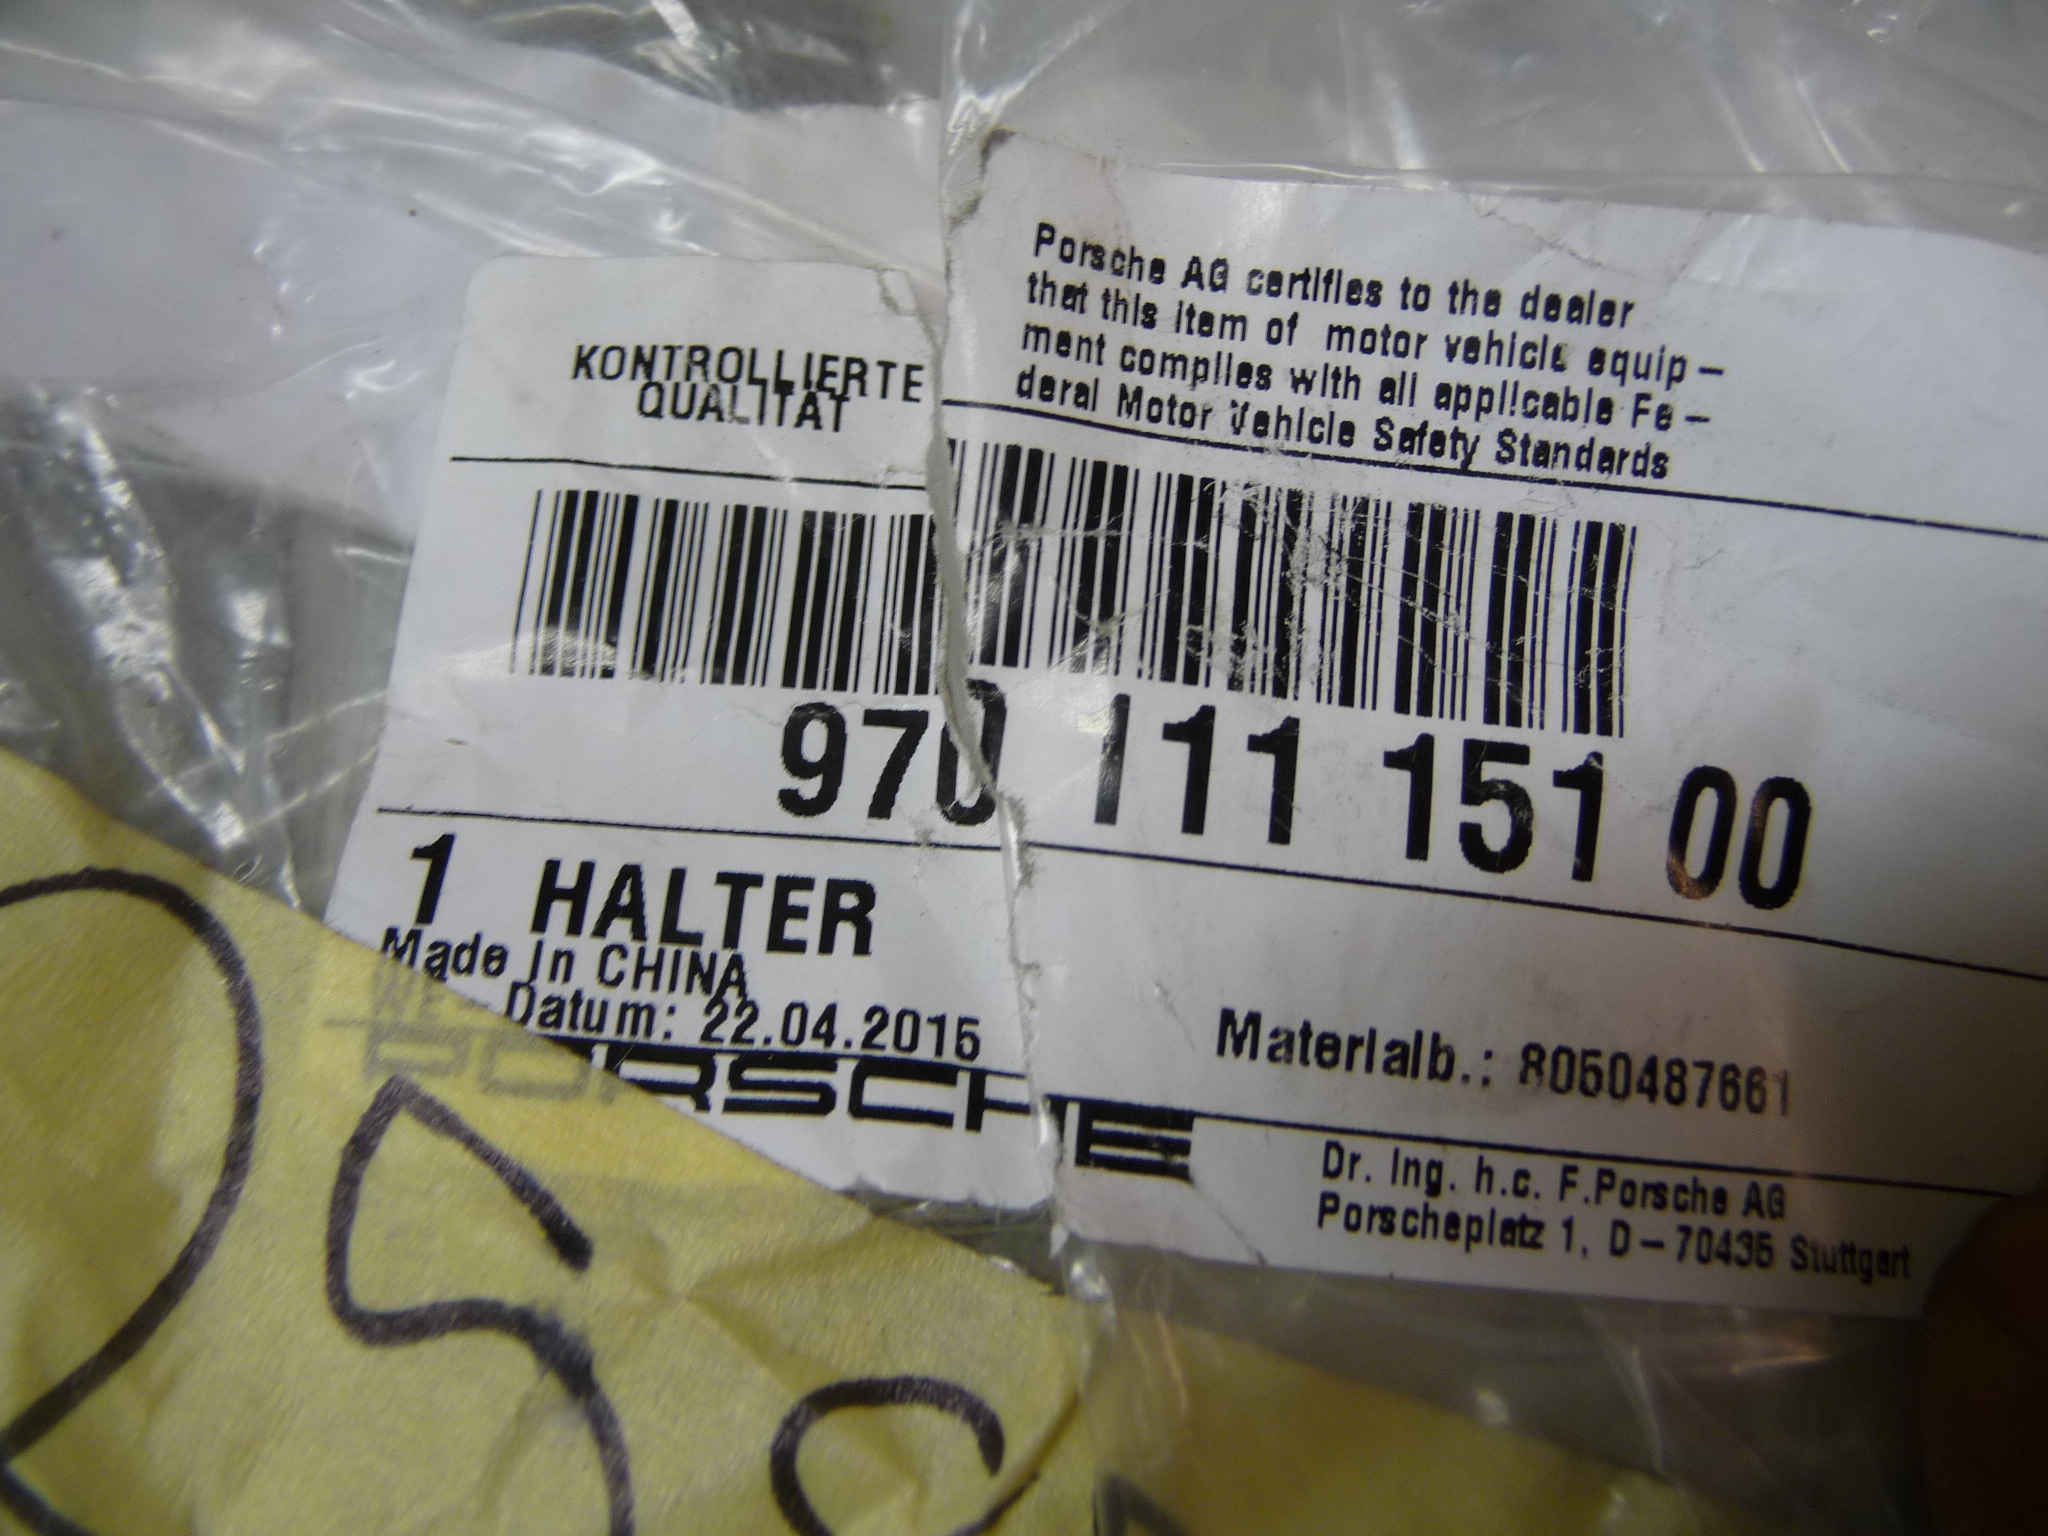 KONTROLLIERTE
QUALITÄT
Porsche AG certifies to the dealer
that this item of motor vehicle equip-
ment complies with all applicable Fe-
deral Motor Vehicle Safety Standards
970 111 151 00
1 HALTER
Made in CHINA
Datum: 22.04.2015
Materialb.: 8050487661
PORSCHE
Dr. Ing. h.c. F.Porsche AG
Porscheplatz 1, D-70435 Stuttgart